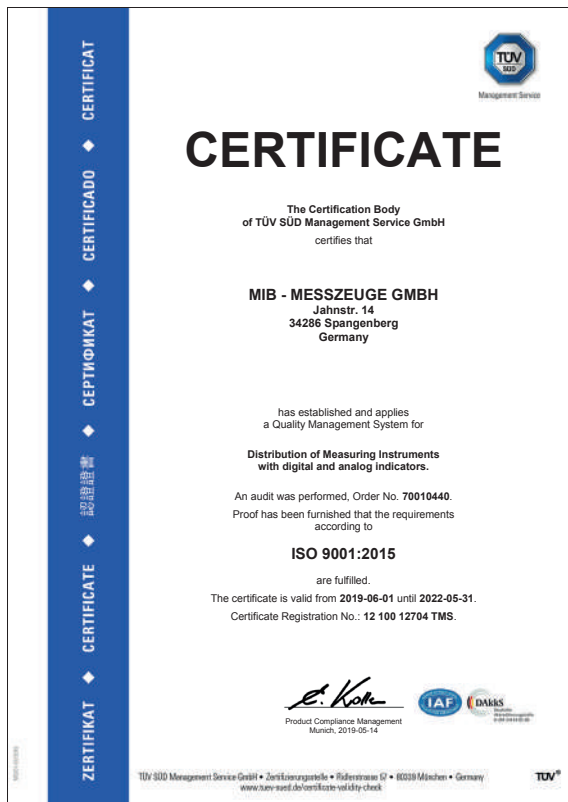 ZERTIFIKAT ◆ CERTIFICATE ◆ 認證證書 ◆ СЕРТИФИКАТ ◆ CERTIFICADO ◆ CERTIFICAT
TÜV
SÜD
Management Service
CERTIFICATE
The Certification Body
of TÜV SÜD Management Service GmbH
certifies that
MIB - MESSZEUGE GMBH
Jahnstr. 14
34286 Spangenberg
Germany
has established and applies
a Quality Management System for
Distribution of Measuring Instruments
with digital and analog indicators.
An audit was performed, Order No. 70010440.
Proof has been furnished that the requirements
according to
ISO 9001:2015
are fulfilled.
The certificate is valid from 2019-06-01 until 2022-05-31.
Certificate Registration No.: 12 100 12704 TMS.
Product Compliance Management
Munich, 2019-05-14
IAF
DAkkS
Deutsche
Akkreditierungsstelle
TÜV SÜD Management Service GmbH • Zertifizierungsstelle • Ridlerstrasse 57 • 80339 München • Germany
www.tuev-sued.de/certificate-validity-check
TÜV®